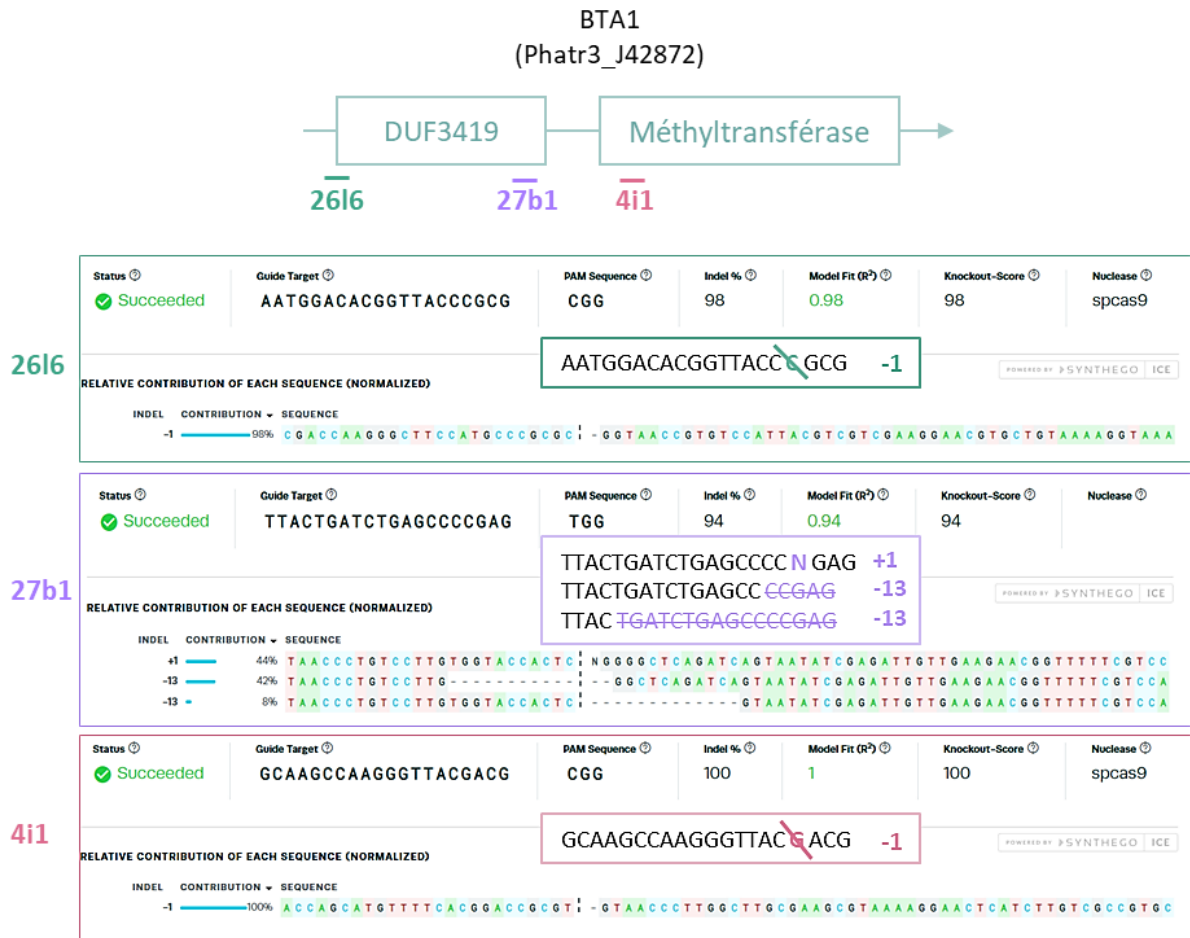 BTA1
(Phatr3_J42872)
DUF3419
Méthyltransférase
26l6
27b1
4i1
Status Guide Target PAM Sequence Indel % Model Fit (R²) Knockout-Score Nuclease
Succeeded AATGGACACGGTTACCCGCG CGG 98 0.98 98 spcas9
AATGGACACGGTTACC C GCG -1
26l6
POWERED BY SYNTHEGO ICE
RELATIVE CONTRIBUTION OF EACH SEQUENCE (NORMALIZED)
INDEL CONTRIBUTION SEQUENCE
-1 98% CGACCAAGGGCTTCCATGCCCGCGC - GGTAACCGTGTCCATTACGTCGTCGAAGGAACGTGCTGTAAAAGGTAAA
Status Guide Target PAM Sequence Indel % Model Fit (R²) Knockout-Score Nuclease
Succeeded TTACTGATCTGAGCCCCGAG TGG 94 0.94 94
TTACTGATCTGAGCCCC N GAG +1
TTACTGATCTGAGCC CCGAG -13
TTAC TGATCTGAGCCCCGAG -13
27b1
POWERED BY SYNTHEGO ICE
RELATIVE CONTRIBUTION OF EACH SEQUENCE (NORMALIZED)
INDEL CONTRIBUTION SEQUENCE
+1 44% TAACCCTGTCCTTGTGGTACCACTC NGGGGCTCAGATCAGTAATATCGAGATTGTTGAAGAACGGTTTTTCGTCC
-13 42% TAACCCTGTCCTTG----------- --GGCTCAGATCAGTAATATCGAGATTGTTGAAGAACGGTTTTTCGTCCA
-13 8% TAACCCTGTCCTTGTGGTACCACTC -------------GTAATATCGAGATTGTTGAAGAACGGTTTTTCGTCCA
Status Guide Target PAM Sequence Indel % Model Fit (R²) Knockout-Score Nuclease
Succeeded GCAAGCCAAGGGTTACGACG CGG 100 1 100 spcas9
GCAAGCCAAGGGTTAC G ACG -1
4i1
POWERED BY SYNTHEGO ICE
RELATIVE CONTRIBUTION OF EACH SEQUENCE (NORMALIZED)
INDEL CONTRIBUTION SEQUENCE
-1 100% ACCAGCATGTTTTCACGGACCGCGT -GTAACCCTTGGCTTGCGAAGCGTAAAAGGAACTCATCTTGTCGCCGTGC